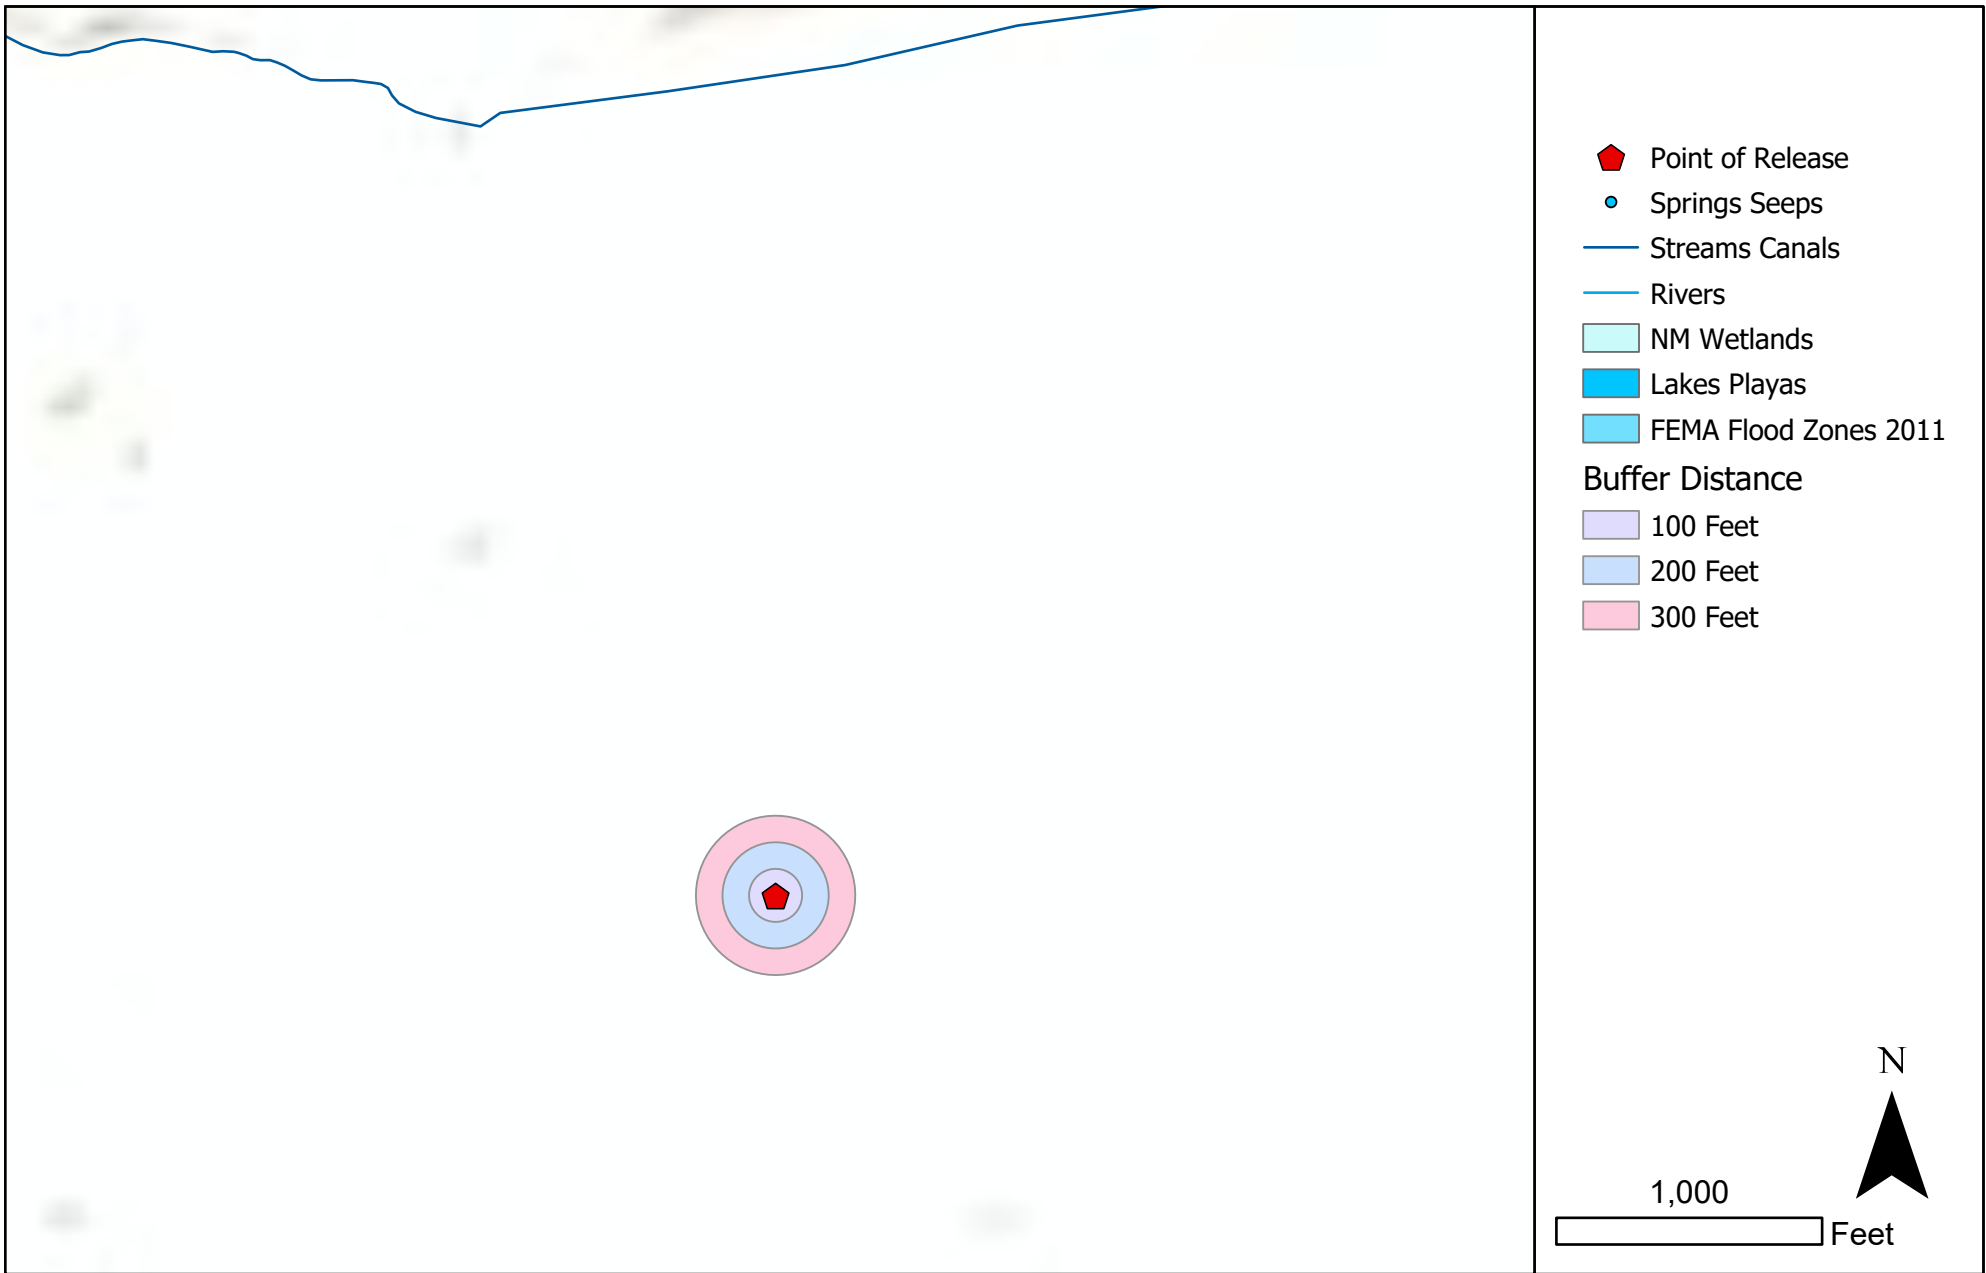 Point of Release
Springs Seeps
Streams Canals
Rivers
NM Wetlands
Lakes Playas
FEMA Flood Zones 2011
Buffer Distance
100 Feet
200 Feet
300 Feet
N
1,000
Feet